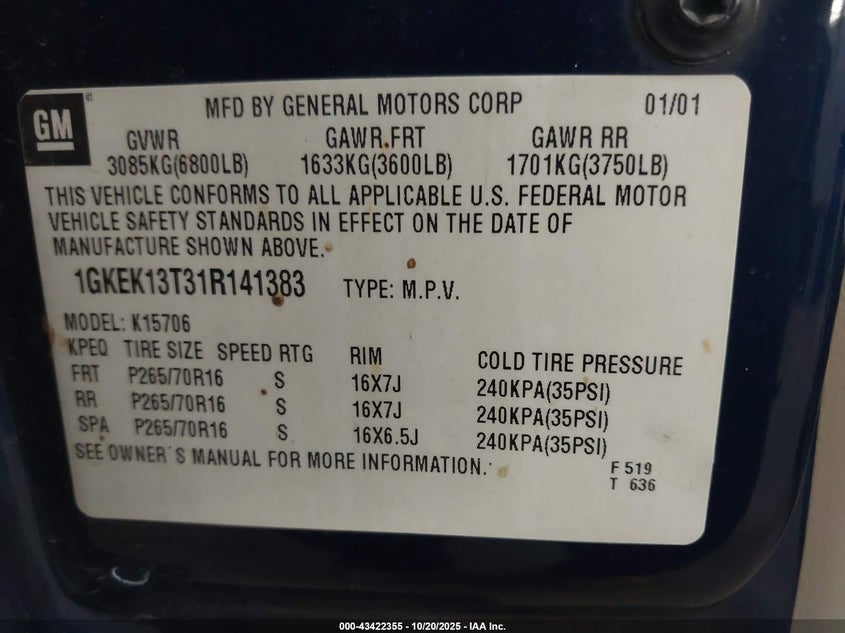 GM ®
MFD BY GENERAL MOTORS CORP 01/01
GVWR GAWR FRT GAWR RR
3085KG(6800LB) 1633KG(3600LB) 1701KG(3750LB)
THIS VEHICLE CONFORMS TO ALL APPLICABLE U.S. FEDERAL MOTOR
VEHICLE SAFETY STANDARDS IN EFFECT ON THE DATE OF
MANUFACTURE SHOWN ABOVE.
1GKEK13T31R141383 TYPE: M.P.V.
MODEL: K15706
KPEQ TIRE SIZE SPEED RTG RIM COLD TIRE PRESSURE
FRT P265/70R16 S 16X7J 240KPA(35PSI)
RR P265/70R16 S 16X7J 240KPA(35PSI)
SPA P265/70R16 S 16X6.5J 240KPA(35PSI)
SEE OWNER'S MANUAL FOR MORE INFORMATION.
F 519
T 636
000-43422355 - 10/20/2025 - IAA Inc.